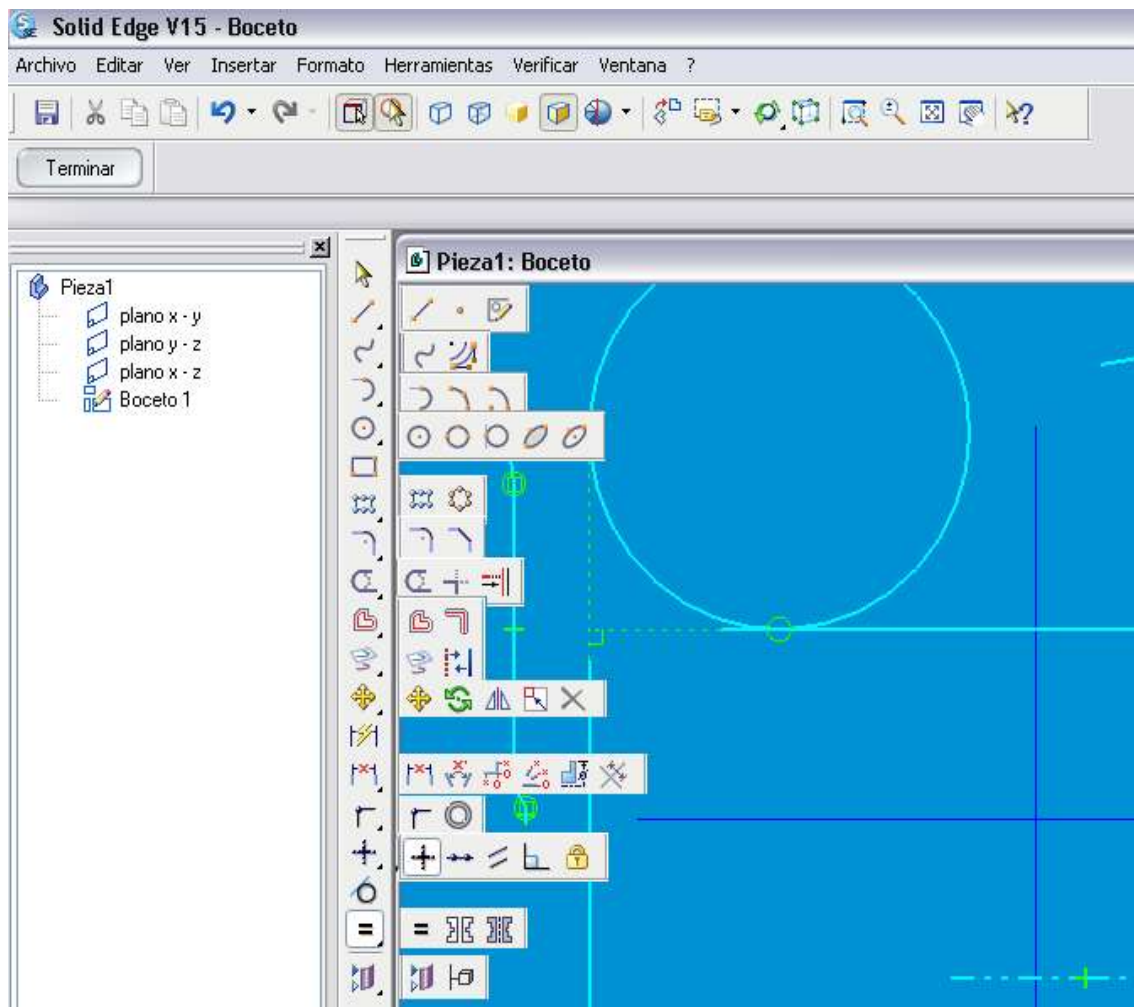 Solid Edge V15 - Boceto
Archivo Editar Ver Insertar Formato Herramientas Verificar Ventana ?
Terminar
Pieza1: Boceto
Pieza1
plano x - y
plano y - z
plano x - z
Boceto 1